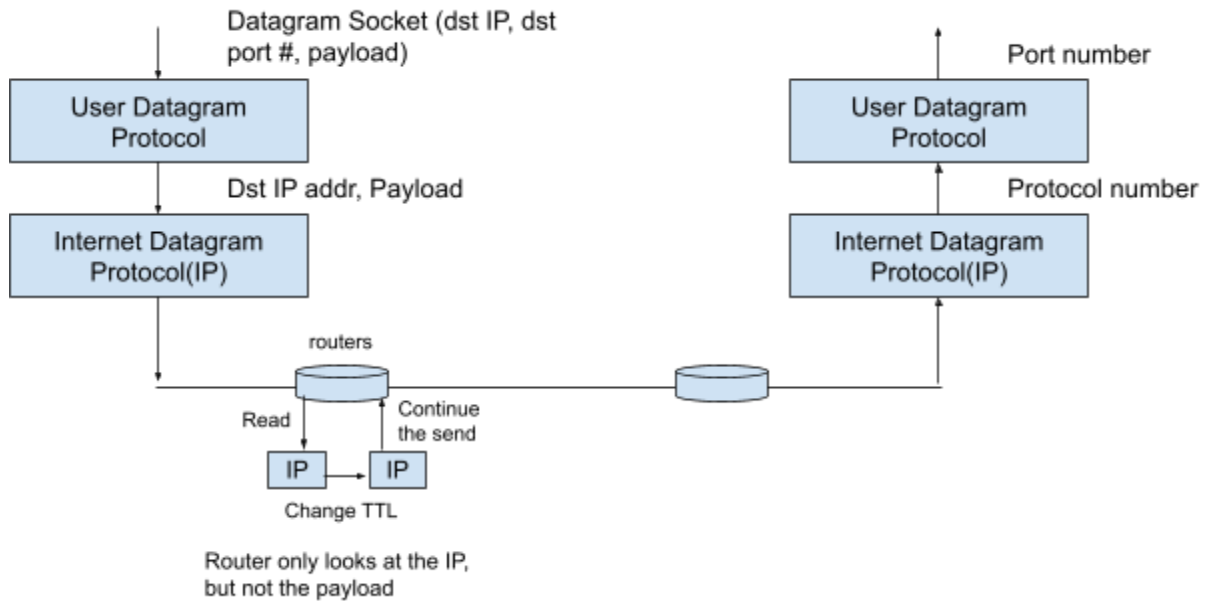 Datagram Socket (dst IP, dst
port #, payload)
Port number
User Datagram
Protocol
User Datagram
Protocol
Dst IP addr, Payload
Protocol number
Internet Datagram
Protocol(IP)
Internet Datagram
Protocol(IP)
routers
Read
Continue
the send
IP
IP
Change TTL
Router only looks at the IP,
but not the payload